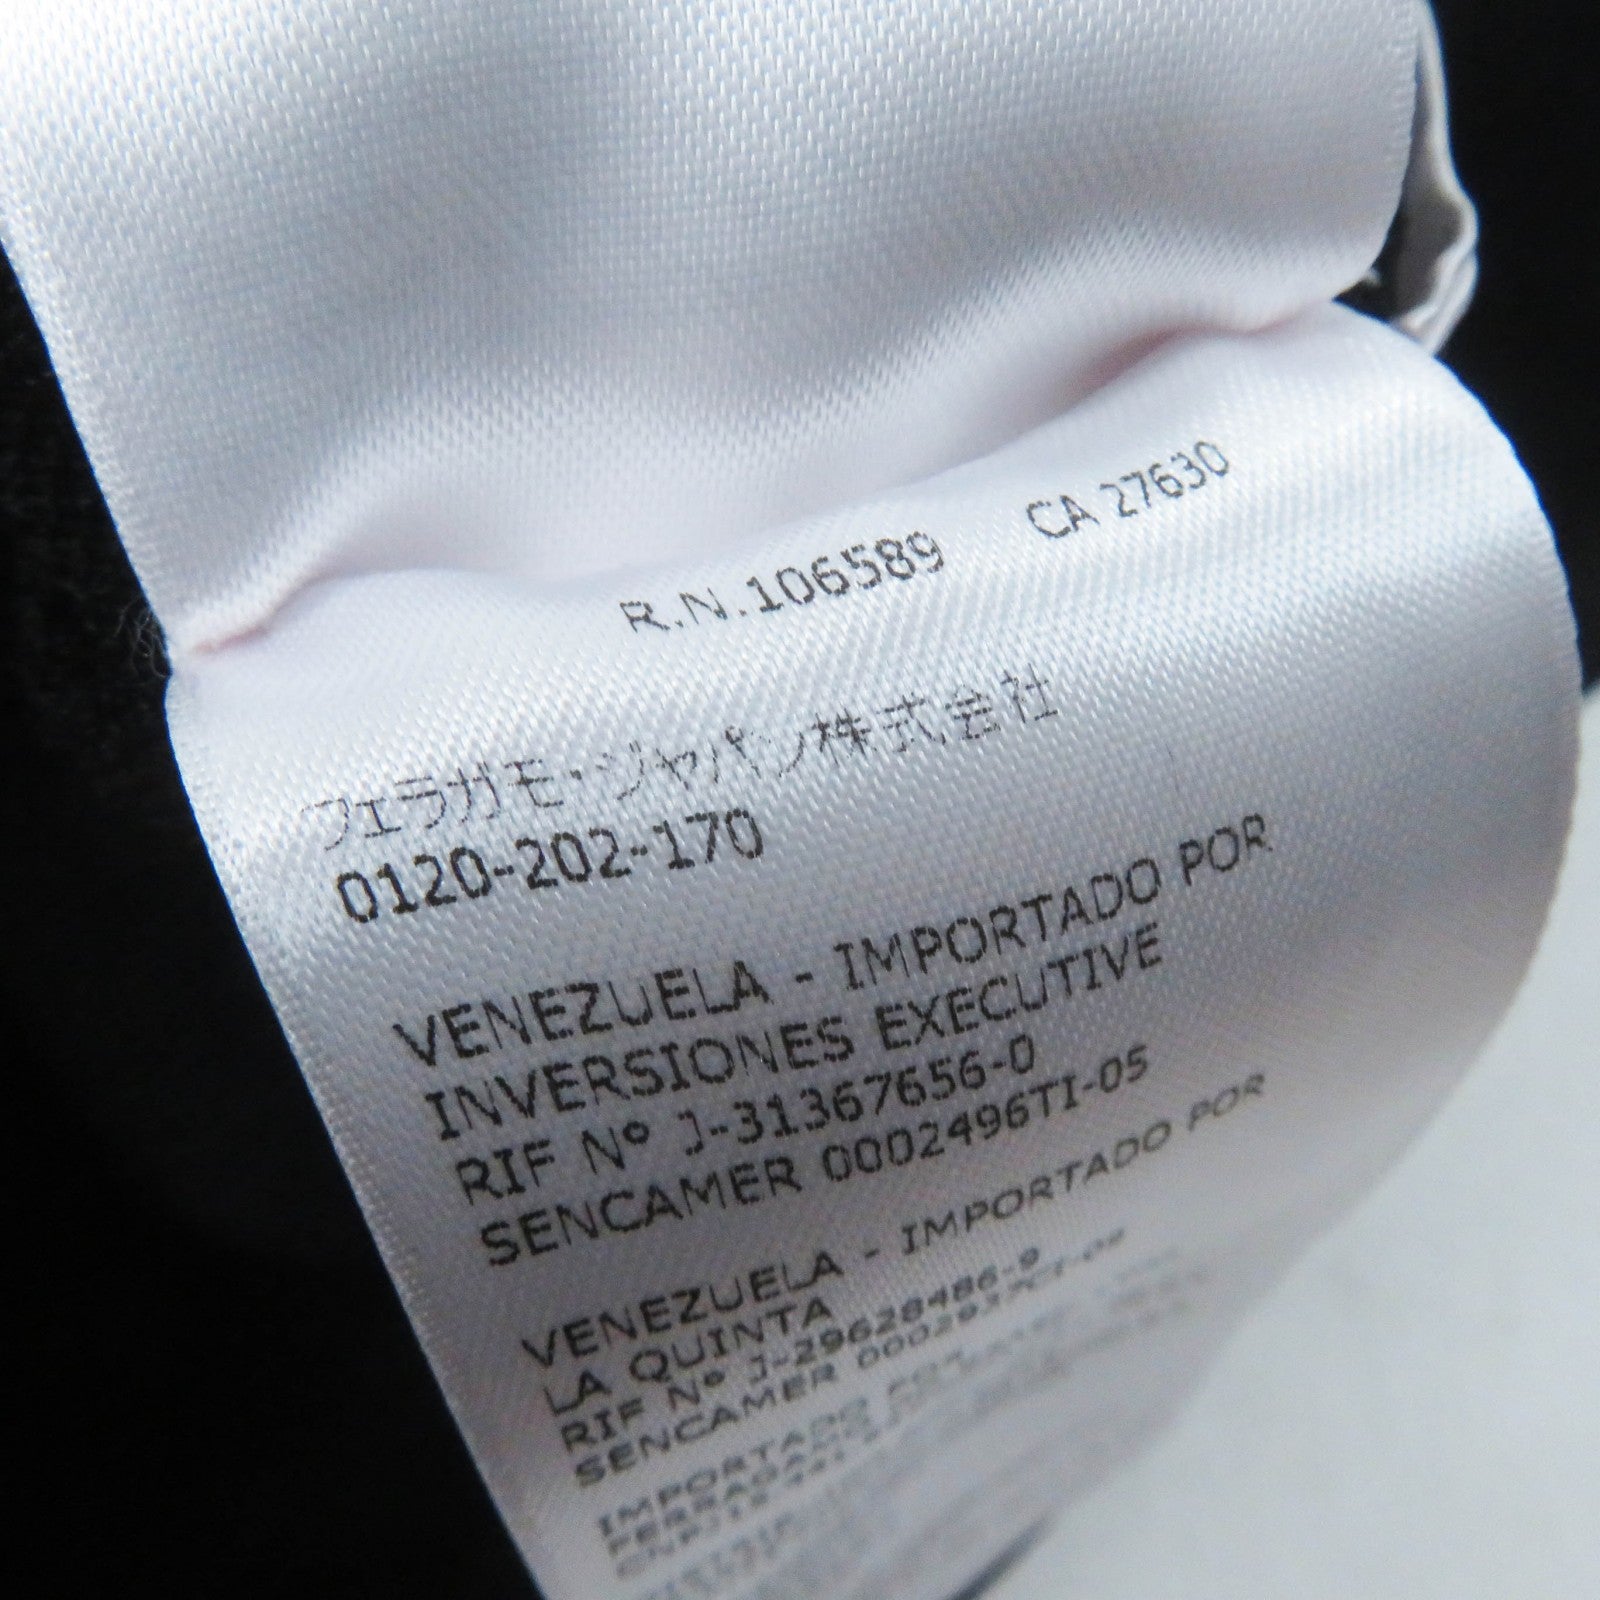 R.N.106589 CA 27630
フェラガモ・ジャパン株式会社
0120-202-170
VENEZUELA - IMPORTADO POR
INVERSIONES EXECUTIVE
RIF Nº J-31367656-0
SENCAMER 0002496TI-05
VENEZUELA - IMPORTADO POR
LA QUINTA
RIF Nº J-29628486-9
SENCAMER
IMPORTADO